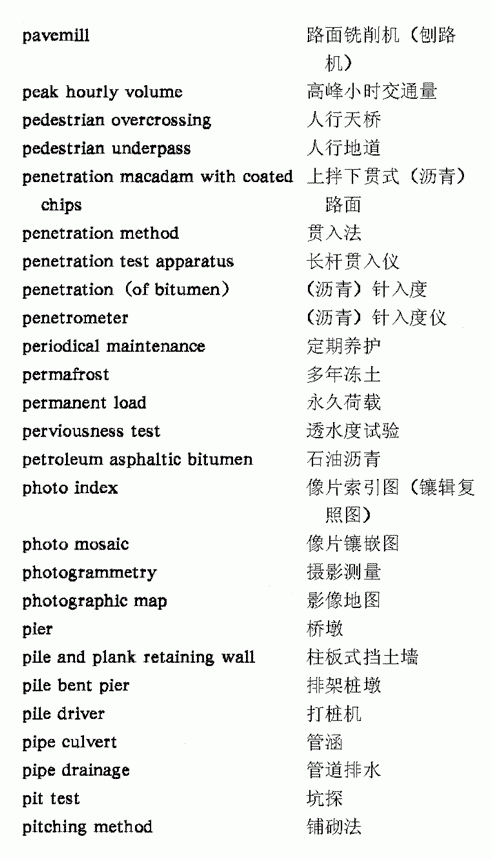 pavemill 路面铣削机（刨路
机）
peak hourly volume 高峰小时交通量
pedestrian overcrossing 人行天桥
pedestrian underpass 人行地道
penetration macadam with coated 上拌下贯式（沥青）
chips 路面
penetration method 贯入法
penetration test apparatus 长杆贯入仪
penetration （of bitumen） （沥青）针入度
penetrometer （沥青）针入度仪
periodical maintenance 定期养护
permafrost 多年冻土
permanent load 永久荷载
perviousness test 透水度试验
petroleum asphaltic bitumen 石油沥青
photo index 像片索引图（镶辑复
照图）
photo mosaic 像片镶嵌图
photogrammetry 摄影测量
photographic map 影像地图
pier 桥墩
pile and plank retaining wall 柱板式挡土墙
pile bent pier 排架桩墩
pile driver 打桩机
pipe culvert 管涵
pipe drainage 管道排水
pit test 坑探
pitching method 铺砌法